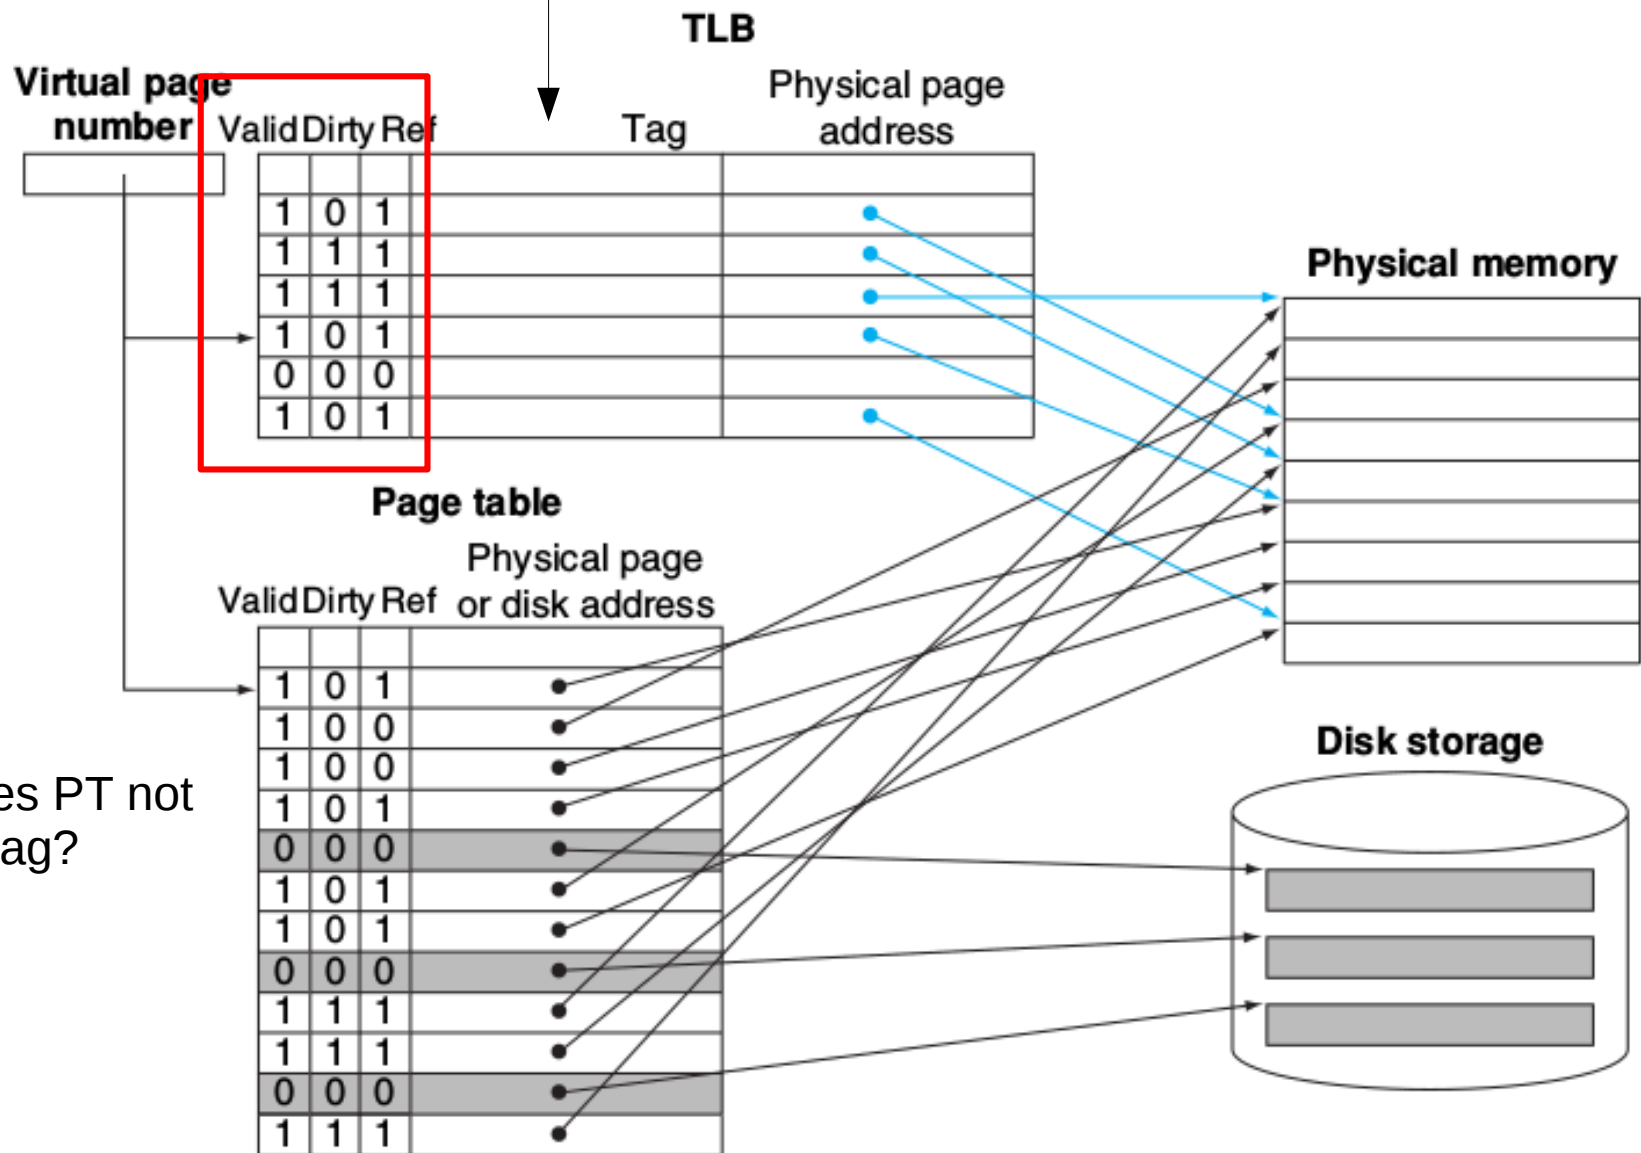 TLB
Virtual page
number
Valid Dirty Ref
Tag
Physical page
address
1 0 1
1 1 1
1 1 1
1 0 1
0 0 0
1 0 1
Physical memory
Page table
Valid Dirty Ref
Physical page
or disk address
1 0 1
1 0 0
1 0 0
1 0 1
0 0 0
1 0 1
1 0 1
0 0 0
1 1 1
1 1 1
0 0 0
1 1 1
PT not
Disk storage